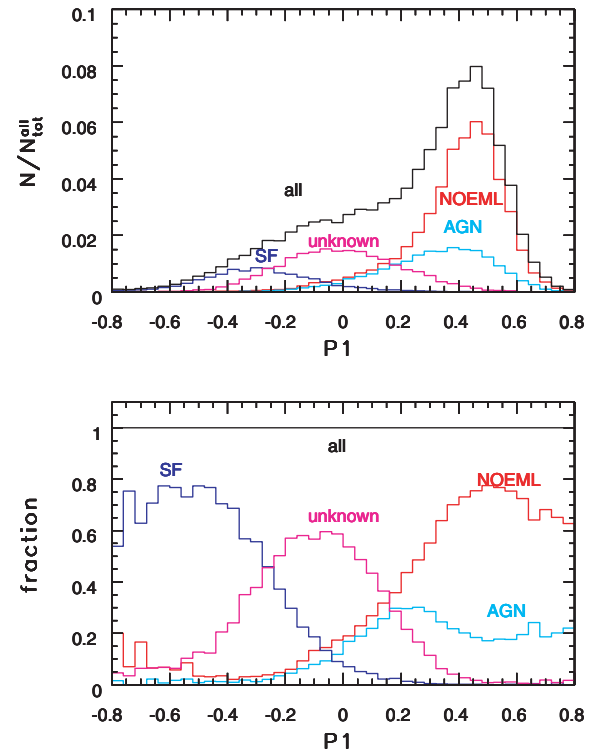 0.1
0.08
0.06
0.04
0.02
0
N/N all tot
all
NOEML
AGN
unknown
SF
-0.8 -0.6 -0.4 -0.2 0 0.2 0.4 0.6 0.8
P1
1
0.8
0.6
0.4
0.2
0
fraction
all
SF
NOEML
unknown
AGN
-0.8 -0.6 -0.4 -0.2 0 0.2 0.4 0.6 0.8
P1